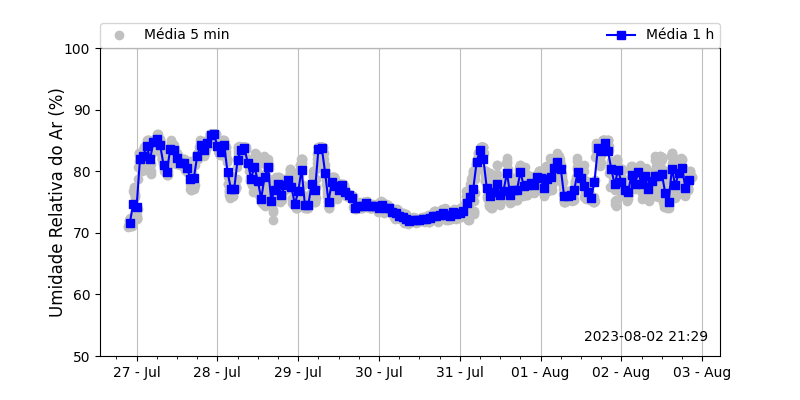 Média 5 min
Média 1 h
Umidade Relativa do Ar (%)
100
90
80
70
60
50
2023-08-02 21:29
27 - Jul
28 - Jul
29 - Jul
30 - Jul
31 - Jul
01 - Aug
02 - Aug
03 - Aug